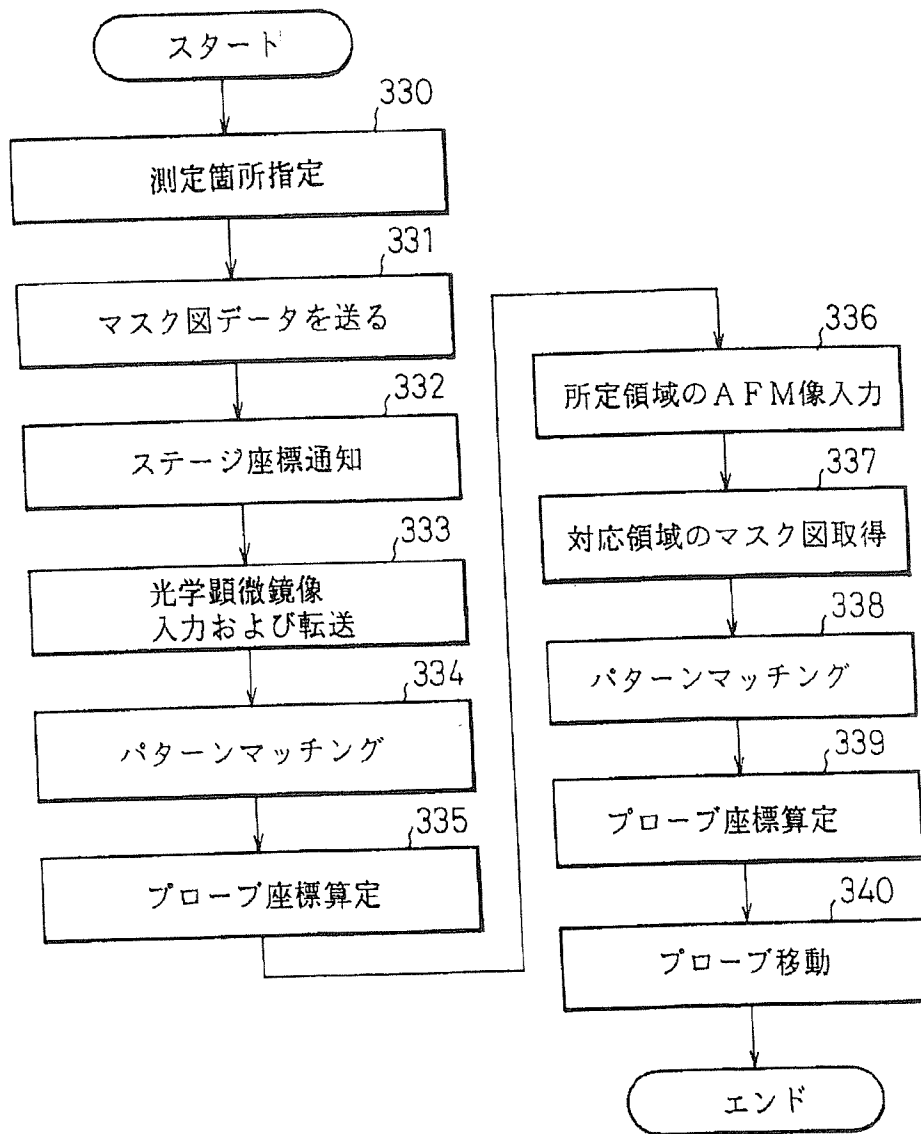 スタート
330
測定箇所指定
331
マスク図データを送る
332
ステージ座標通知
333
光学顕微鏡像
入力および転送
334
パターンマッチング
335
プローブ座標算定
336
所定領域のAFM像入力
337
対応領域のマスク図取得
338
パターンマッチング
339
プローブ座標算定
340
プローブ移動
エンド